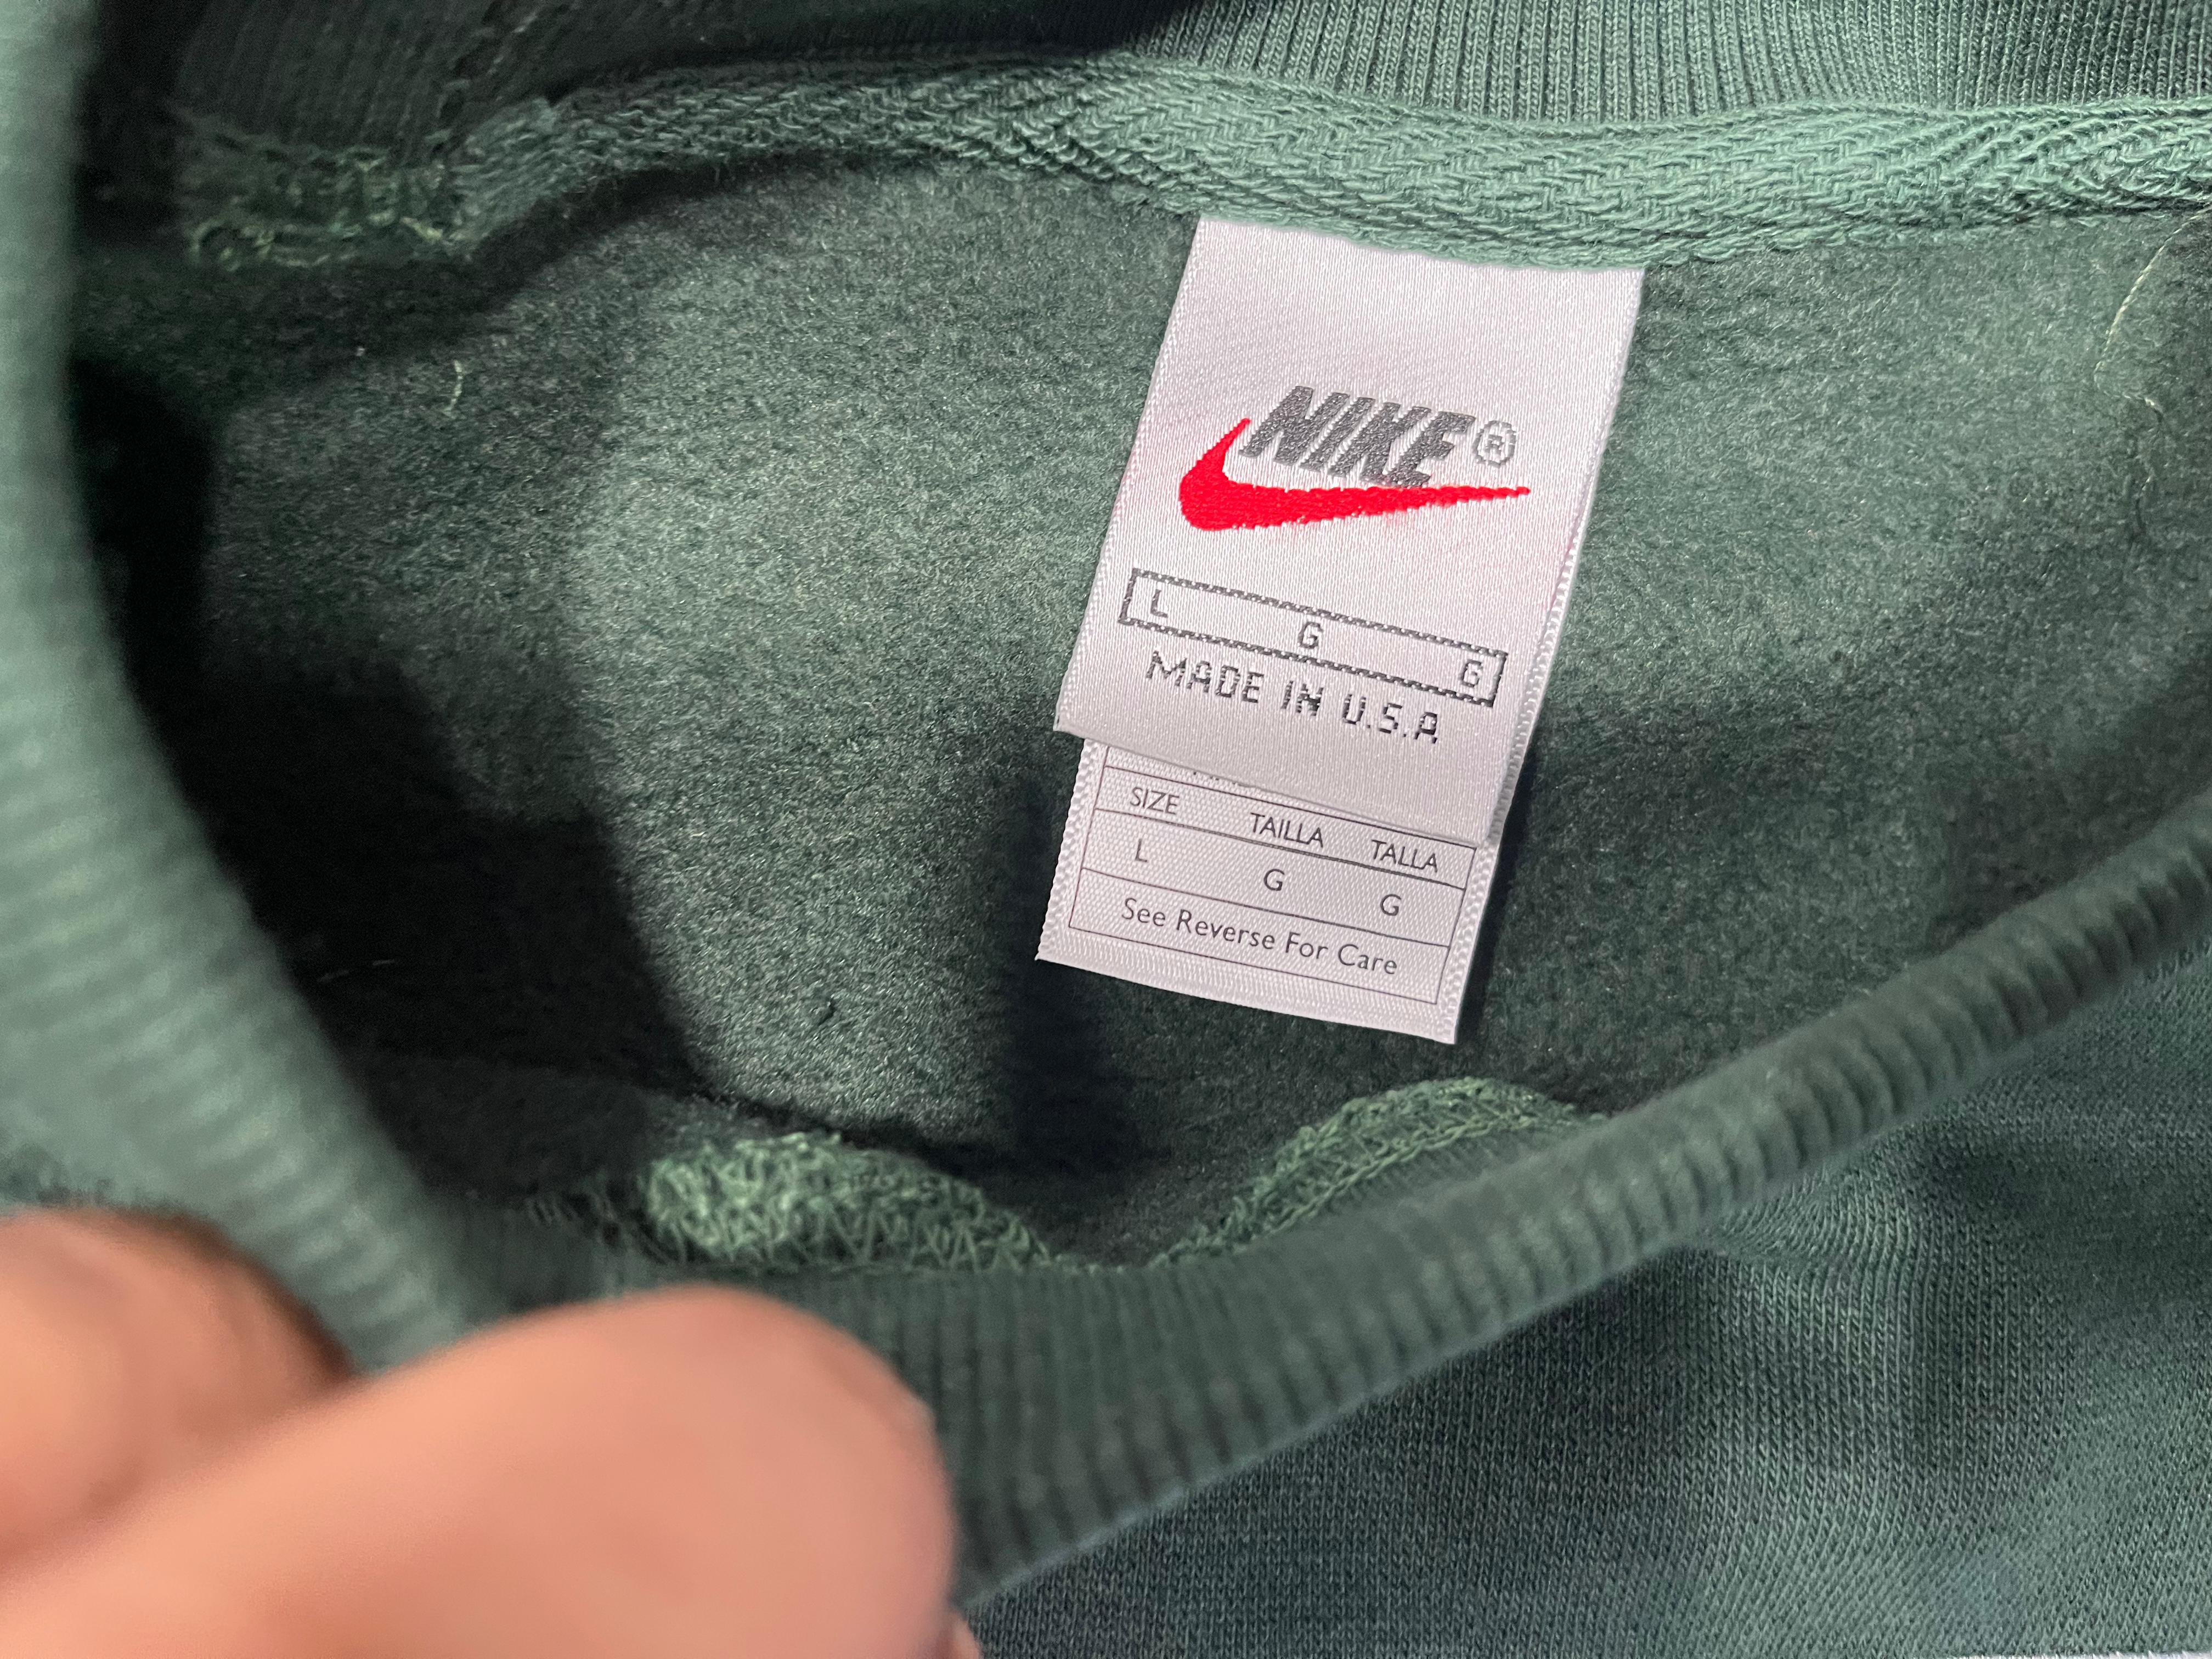 NIKE®
L G G
MADE IN U.S.A
SIZE TAILLA TALLA
L G G
See Reverse For Care